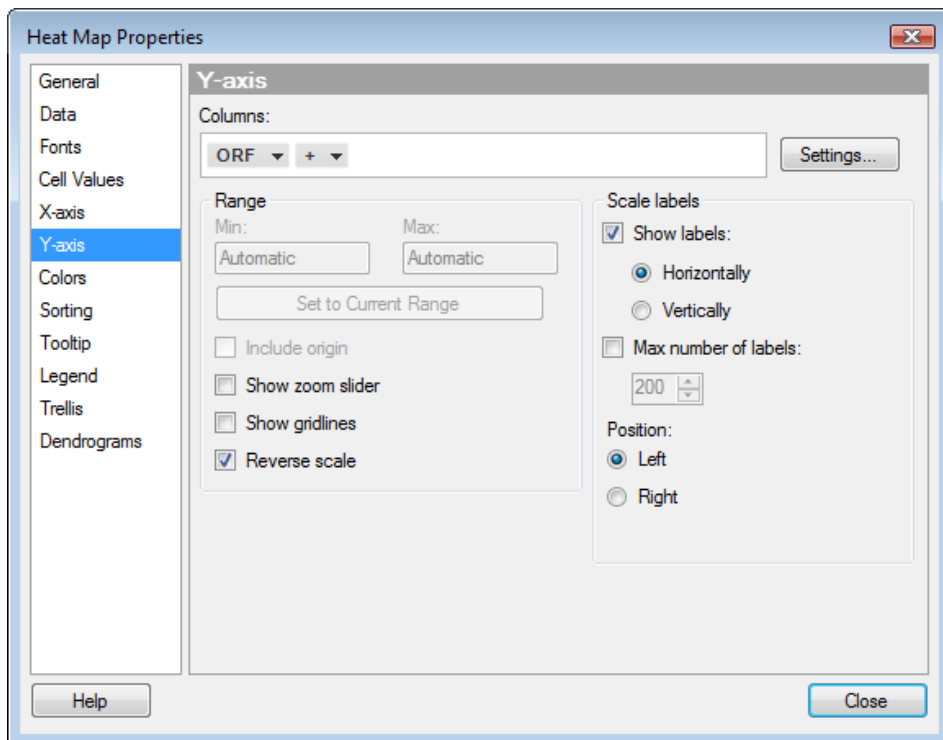 Heat Map Properties
General
Data
Fonts
Cell Values
X-axis
Y-axis
Colors
Sorting
Tooltip
Legend
Trellis
Dendrograms
Y-axis
Columns:
ORF +
Settings...
Range
Min: Max:
Automatic Automatic
Set to Current Range
Include origin
Show zoom slider
Show gridlines
Reverse scale
Scale labels
Show labels:
Horizontally
Vertically
Max number of labels:
200
Position:
Left
Right
Help
Close